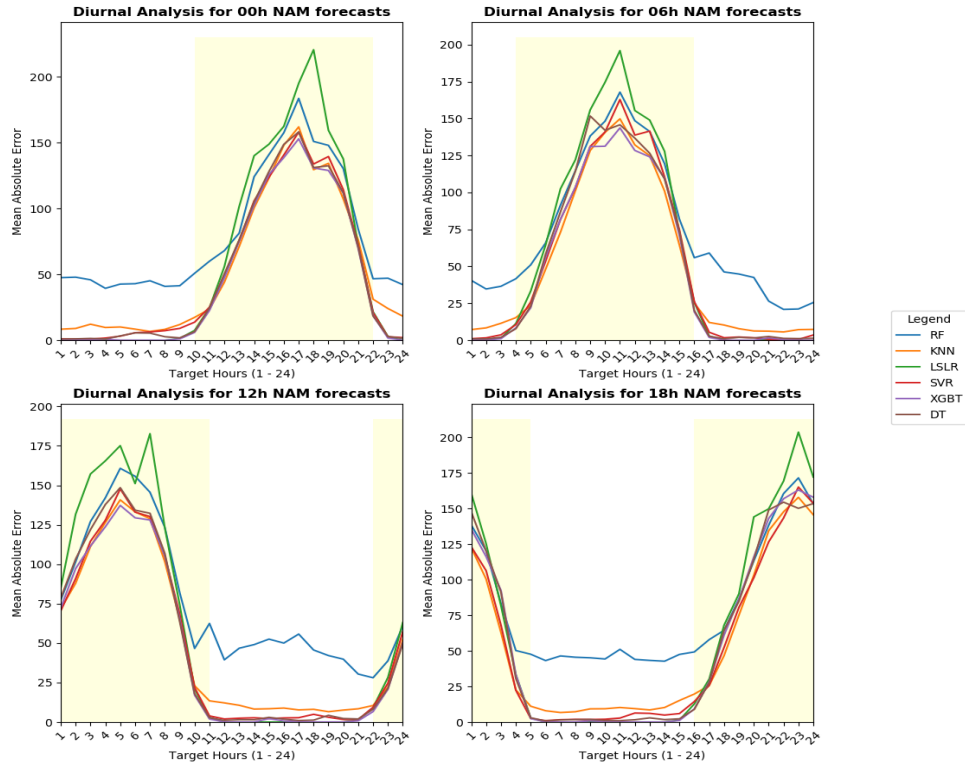 Diurnal Analysis for 00h NAM forecasts
Mean Absolute Error
200
150
100
50
0
1 2 3 4 5 6 7 8 9 10 11 12 13 14 15 16 17 18 19 20 21 22 23 24
Target Hours (1 - 24)
Diurnal Analysis for 06h NAM forecasts
Mean Absolute Error
200
175
150
125
100
75
50
25
0
1 2 3 4 5 6 7 8 9 10 11 12 13 14 15 16 17 18 19 20 21 22 23 24
Target Hours (1 - 24)
Legend
RF
KNN
LSLR
SVR
XGBT
DT
Diurnal Analysis for 12h NAM forecasts
Mean Absolute Error
200
175
150
125
100
75
50
25
0
1 2 3 4 5 6 7 8 9 10 11 12 13 14 15 16 17 18 19 20 21 22 23 24
Target Hours (1 - 24)
Diurnal Analysis for 18h NAM forecasts
Mean Absolute Error
200
175
150
125
100
75
50
25
0
1 2 3 4 5 6 7 8 9 10 11 12 13 14 15 16 17 18 19 20 21 22 23 24
Target Hours (1 - 24)